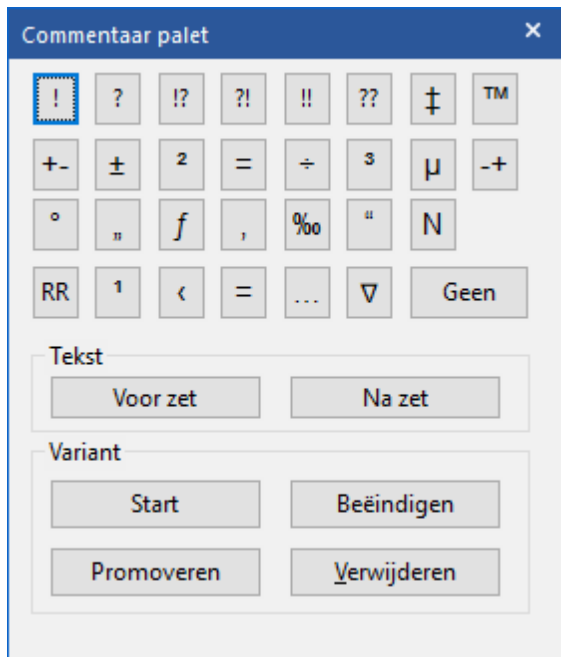 Commentaar palet ×
! ? !? ?! !! ?? ‡ ™
+- ± ² = ÷ ³ µ -+
° „ ƒ ‚ ‰ “ N
RR ¹ ‹ = … ∇ Geen
Tekst
Voor zet Na zet
Variant
Start Beëindigen
Promoveren Verwijderen